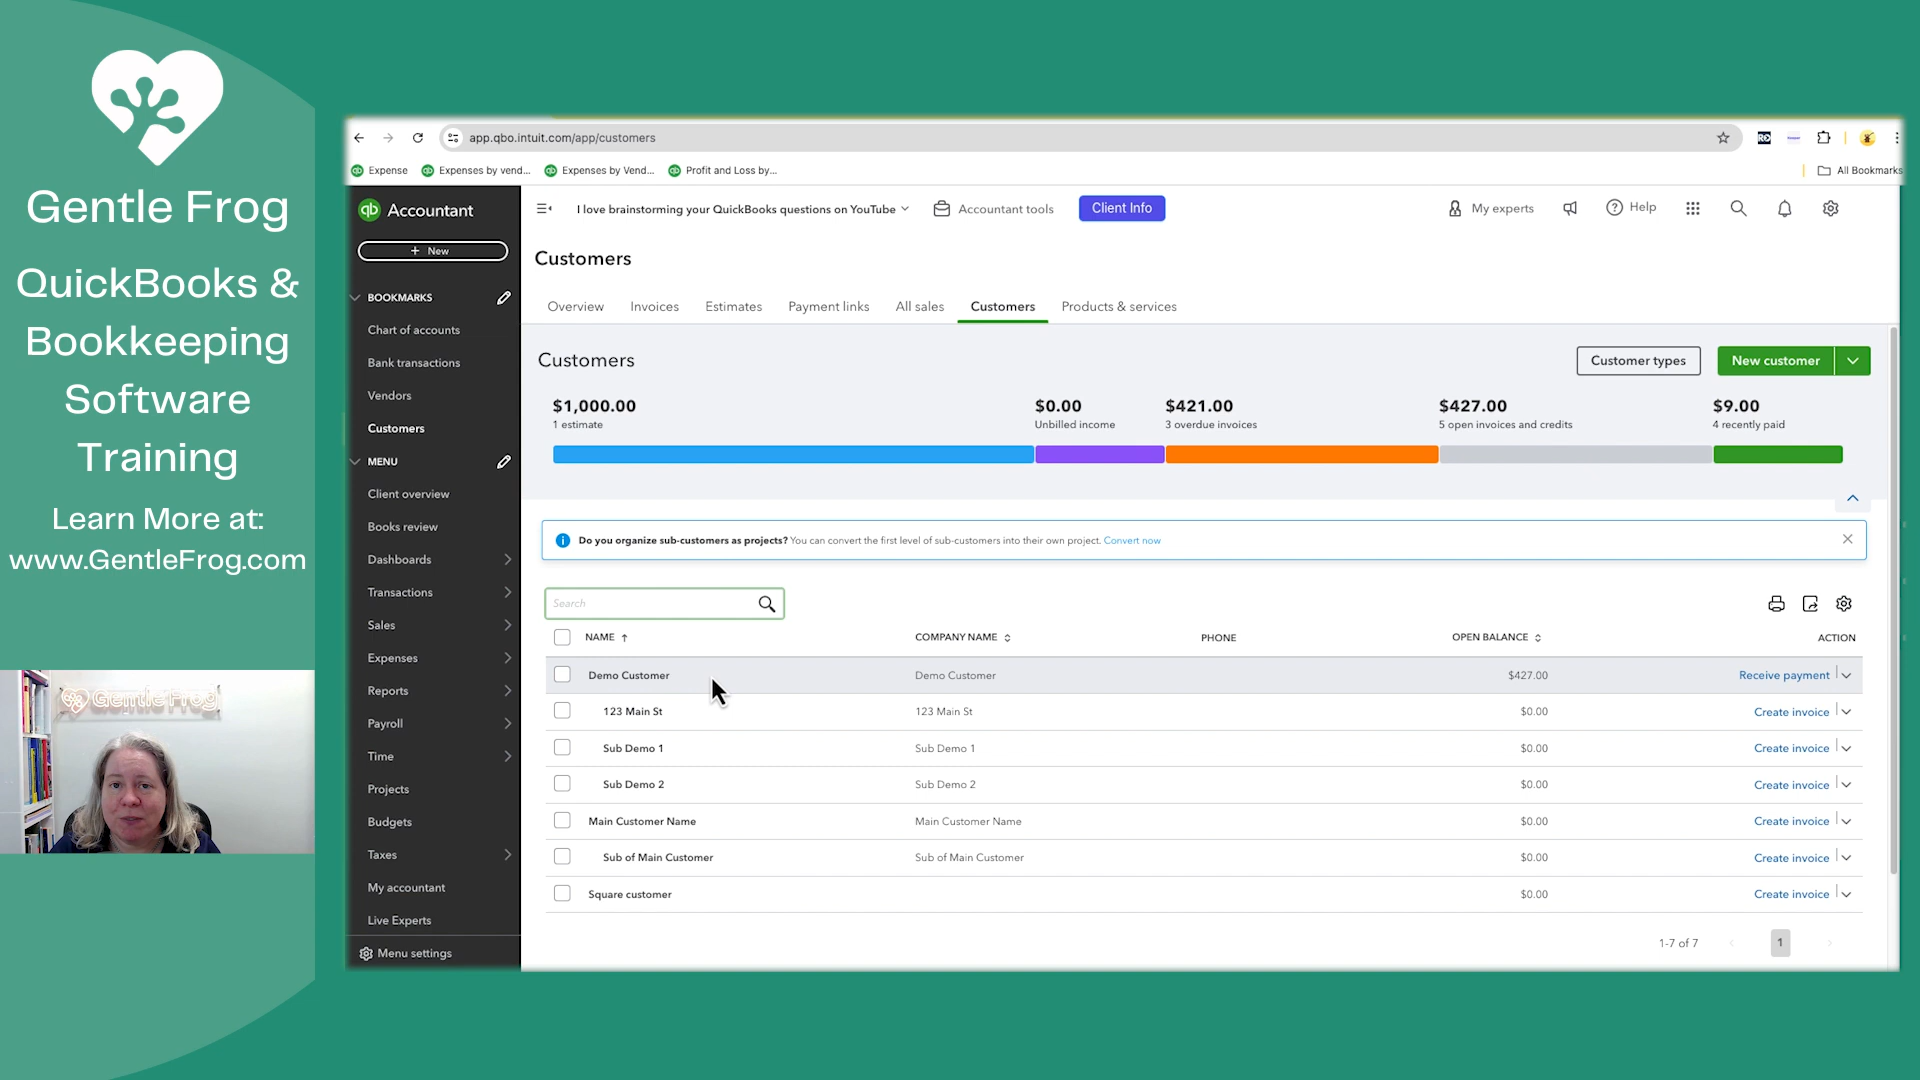 Gentle Frog
QuickBooks &
Bookkeeping
Software
Training
Learn More at:
www.GentleFrog.com
Gentle Frog
app.qbo.intuit.com/app/customers
Expense
Expenses by vend...
Expenses by Vend...
Profit and Loss by...
All Bookmarks
qb Accountant
+ New
BOOKMARKS
Chart of accounts
Bank transactions
Vendors
Customers
MENU
Client overview
Books review
Dashboards
Transactions
Sales
Expenses
Reports
Payroll
Time
Projects
Budgets
Taxes
My accountant
Live Experts
Menu settings
I love brainstorming your QuickBooks questions on YouTube
Accountant tools
Client Info
My experts
Help
Customers
Overview
Invoices
Estimates
Payment links
All sales
Customers
Products & services
Customers
Customer types
New customer
$1,000.00
1 estimate
$0.00
Unbilled income
$421.00
3 overdue invoices
$427.00
5 open invoices and credits
$9.00
4 recently paid
Do you organize sub-customers as projects? You can convert the first level of sub-customers into their own project. Convert now
Search
NAME COMPANY NAME PHONE OPEN BALANCE ACTION
Demo Customer Demo Customer $427.00 Receive payment
123 Main St 123 Main St $0.00 Create invoice
Sub Demo 1 Sub Demo 1 $0.00 Create invoice
Sub Demo 2 Sub Demo 2 $0.00 Create invoice
Main Customer Name Main Customer Name $0.00 Create invoice
Sub of Main Customer Sub of Main Customer $0.00 Create invoice
Square customer $0.00 Create invoice
1-7 of 7 1